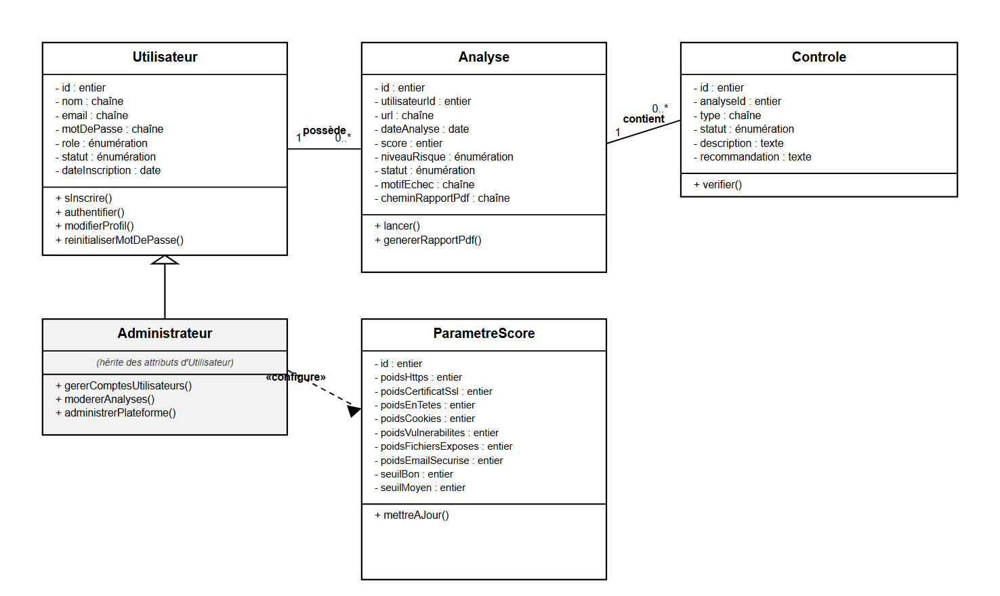 Utilisateur
- id : entier
- nom : chaîne
- email : chaîne
- motDePasse : chaîne
- role : énumération
- statut : énumération
- dateInscription : date
+ sInscrire()
+ authentifier()
+ modifierProfil()
+ reinitialiserMotDePasse()
possède
1
0..*
Analyse
- id : entier
- utilisateurId : entier
- url : chaîne
- dateAnalyse : date
- score : entier
- niveauRisque : énumération
- statut : énumération
- motifEchec : chaîne
- cheminRapportPdf : chaîne
+ lancer()
+ genererRapportPdf()
0..*
contient
1
Controle
- id : entier
- analyseId : entier
- type : chaîne
- statut : énumération
- description : texte
- recommandation : texte
+ verifier()
Administrateur
(hérite des attributs d'Utilisateur)
+ gererComptesUtilisateurs()
+ modererAnalyses()
+ administrerPlateforme()
«configure»
ParametreScore
- id : entier
- poidsHttps : entier
- poidsCertificatSsl : entier
- poidsEnTetes : entier
- poidsCookies : entier
- poidsVulnerabilites : entier
- poidsFichiersExposes : entier
- poidsEmailSecurise : entier
- seuilBon : entier
- seuilMoyen : entier
+ mettreAJour()